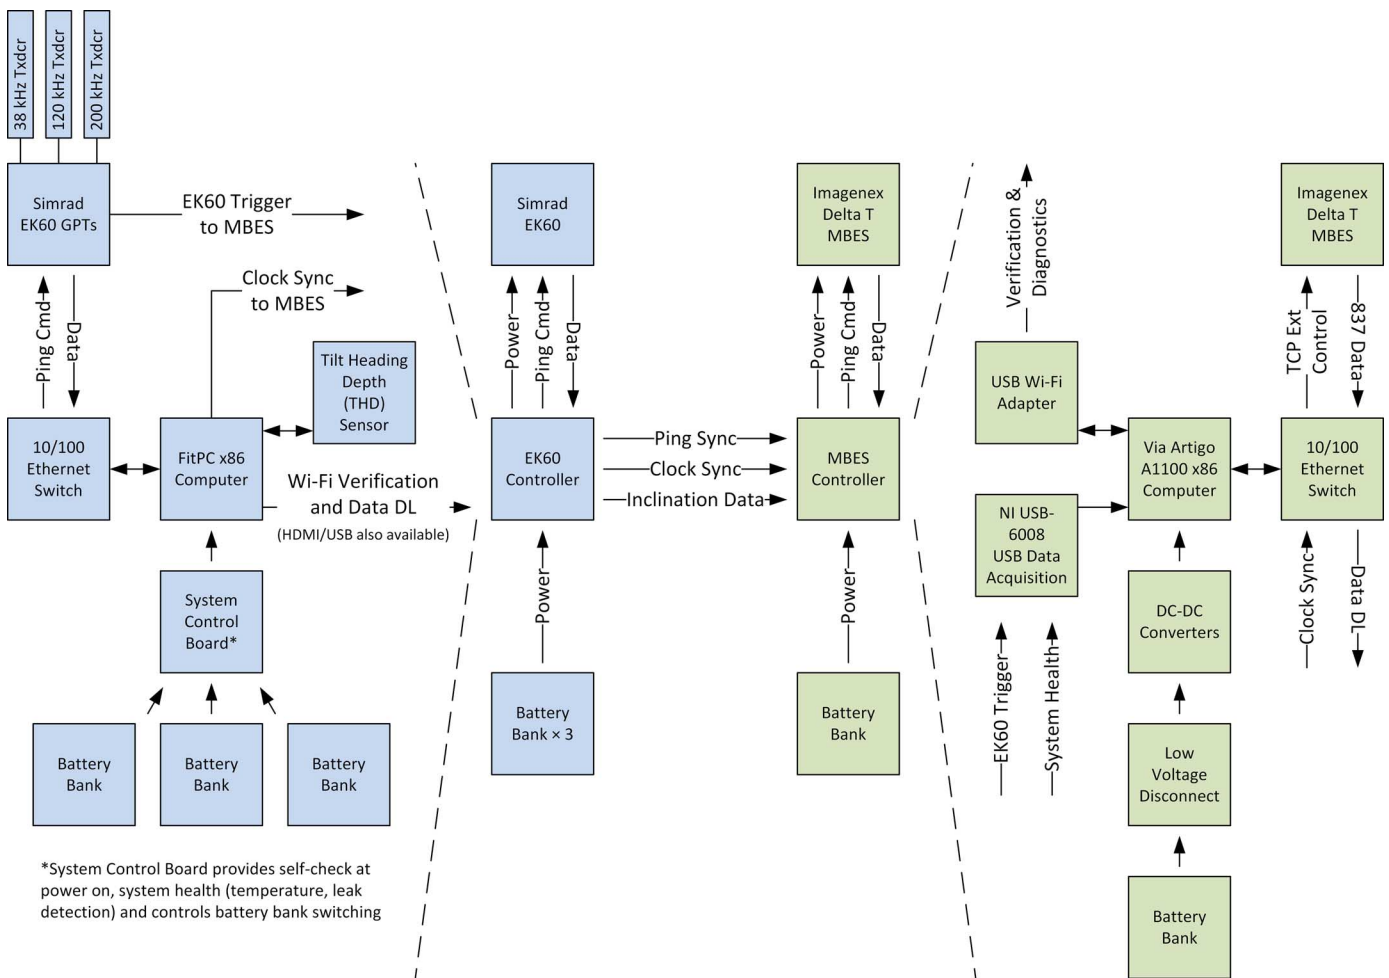 38 kHz Txdcr
120 kHz Txdcr
200 kHz Txdcr
Simrad
EK60 GPTs
EK60 Trigger
to MBES
Clock Sync
to MBES
Ping Cmd
Data
Tilt Heading
Depth
(THD)
Sensor
10/100
Ethernet
Switch
FitPC x86
Computer
Wi-Fi Verification
and Data DL
(HDMI/USB also available)
System
Control
Board*
Battery
Bank
Battery
Bank
Battery
Bank
*System Control Board provides self-check at
power on, system health (temperature, leak
detection) and controls battery bank switching
Simrad
EK60
Power
Ping Cmd
Data
EK60
Controller
Power
Battery
Bank × 3
Ping Sync
Clock Sync
Inclination Data
Imagenex
Delta T
MBES
Power
Ping Cmd
Data
MBES
Controller
Power
Battery
Bank
Verification &
Diagnostics
USB Wi-Fi
Adapter
NI USB-
6008
USB Data
Acquisition
EK60 Trigger
System Health
Via Artigo
A1100 x86
Computer
DC-DC
Converters
Low
Voltage
Disconnect
Battery
Bank
Imagenex
Delta T
MBES
TCP Ext
Control
837 Data
10/100
Ethernet
Switch
Clock Sync
Data DL